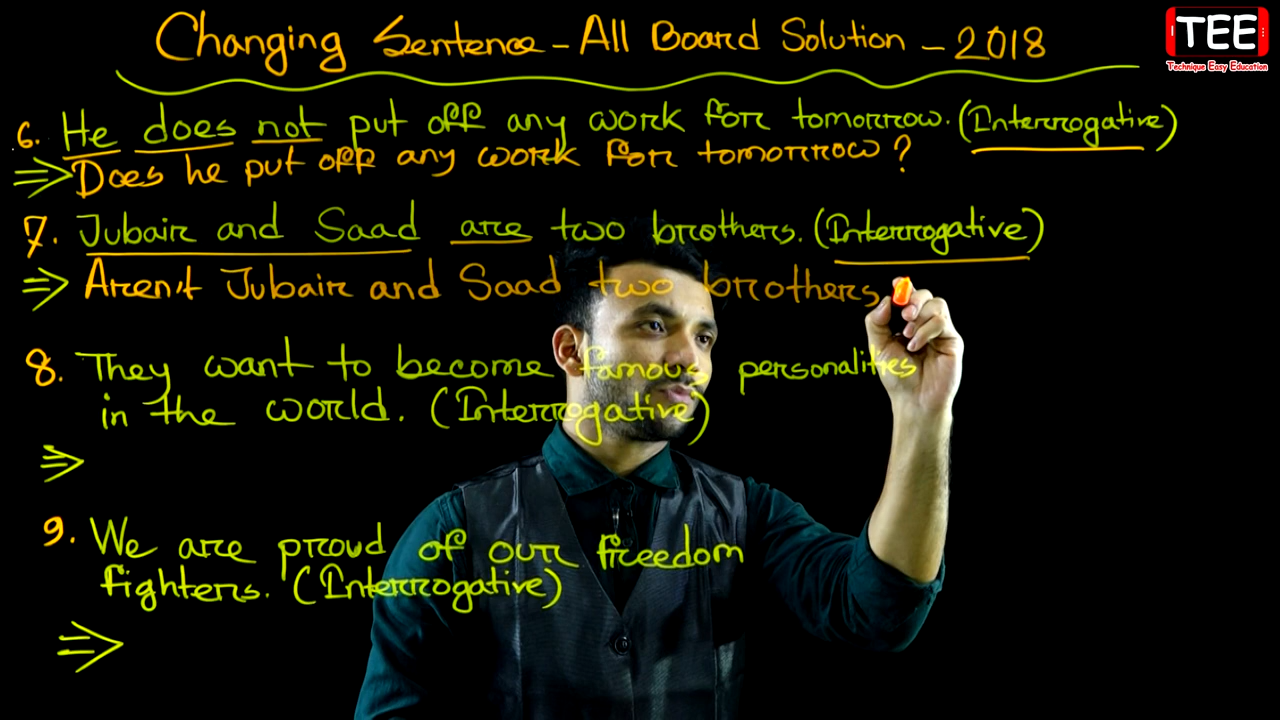 Changing Sentence - All Board Solution - 2018
TEE
Technique Easy Education
6. He does not put off any work for tomorrow. (Interrogative)
⇒ Does he put off any work for tomorrow?
7. Jubair and Saad are two brothers. (Interrogative)
⇒ Aren't Jubair and Saad two brothers
8. They want to become famous personalities
in the world. (Interrogative)
⇒
9. We are proud of our freedom
fighters. (Interrogative)
⇒